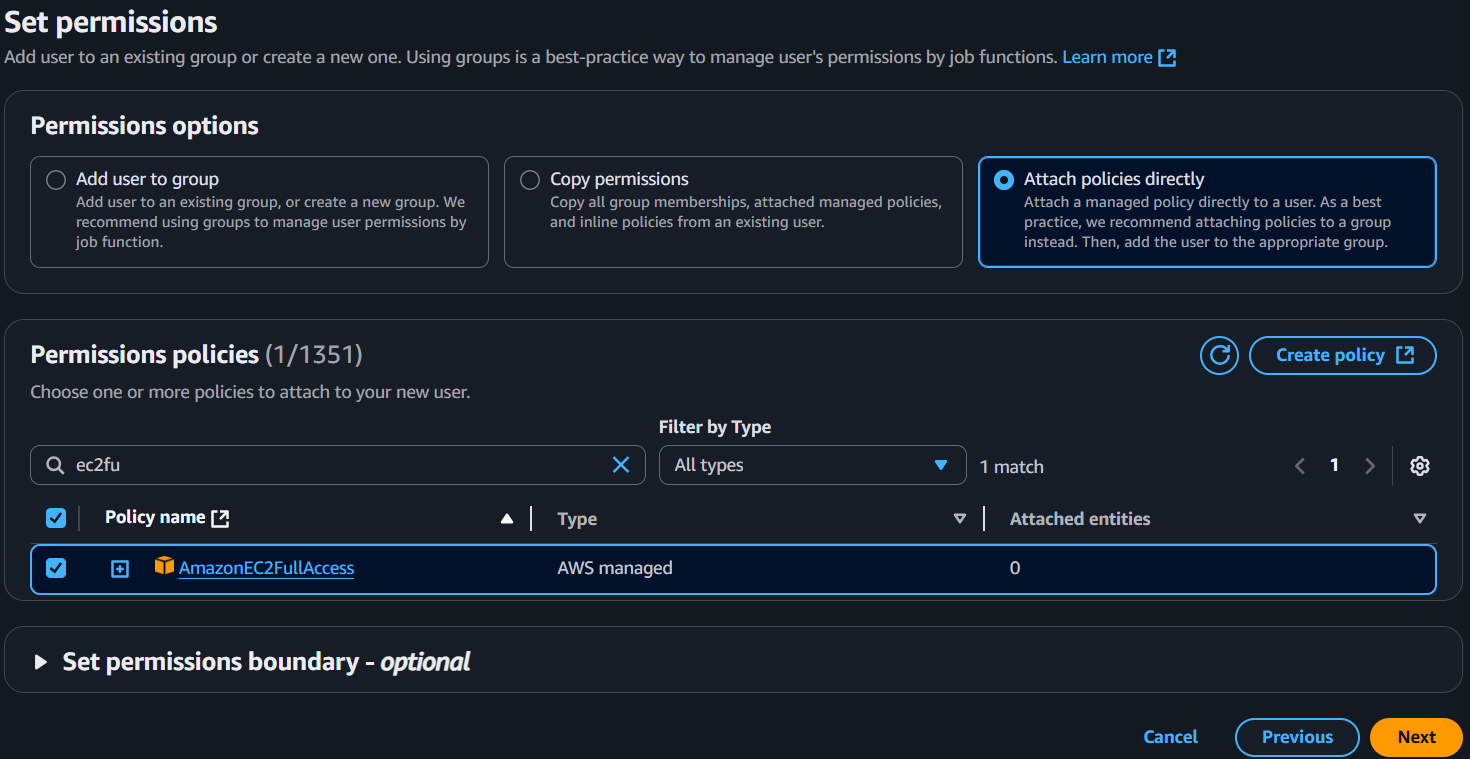 Set permissions
Add user to an existing group or create a new one. Using groups is a best-practice way to manage user's permissions by job functions. Learn more
Permissions options
Add user to group
Add user to an existing group, or create a new group. We
recommend using groups to manage user permissions by
job function.
Copy permissions
Copy all group memberships, attached managed policies,
and inline policies from an existing user.
Attach policies directly
Attach a managed policy directly to a user. As a best
practice, we recommend attaching policies to a group
instead. Then, add the user to the appropriate group.
Permissions policies (1/1351)
Create policy
Choose one or more policies to attach to your new user.
Filter by Type
ec2fu
All types
1 match
1
Policy name
Type
Attached entities
AmazonEC2FullAccess
AWS managed
0
Set permissions boundary - optional
Cancel
Previous
Next